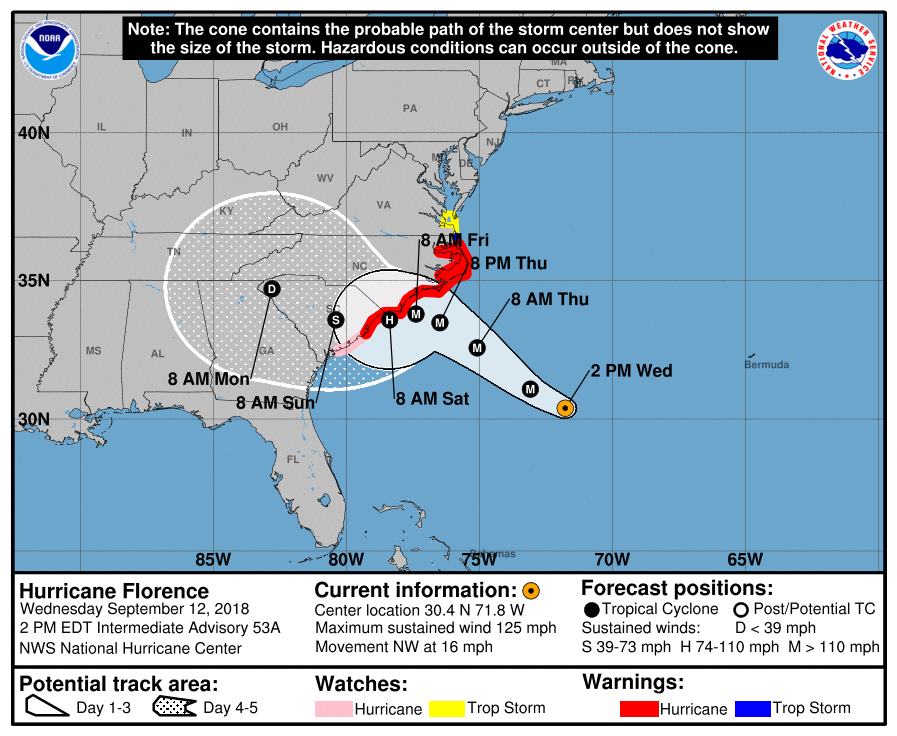 Note: The cone contains the probable path of the storm center but does not show
the size of the storm. Hazardous conditions can occur outside of the cone.
NOAA
NATIONAL WEATHER SERVICE
MA
CT
RI
PA
40N
IL
IN
OH
NJ
DE
WV
VA
KY
8 AM Fri
TN
NC
8 PM Thu
35N
D
8 AM Thu
SC
S
H
M
M
M
MS
AL
GA
Bermuda
2 PM Wed
8 AM Mon
M
8 AM Sun
8 AM Sat
30N
FL
Bahamas
85W
80W
75W
70W
65W
Hurricane Florence
Wednesday September 12, 2018
2 PM EDT Intermediate Advisory 53A
NWS National Hurricane Center
Current information:
Center location 30.4 N 71.8 W
Maximum sustained wind 125 mph
Movement NW at 16 mph
Forecast positions:
Tropical Cyclone Post/Potential TC
Sustained winds: D < 39 mph
S 39-73 mph H 74-110 mph M > 110 mph
Potential track area:
Day 1-3 Day 4-5
Watches:
Hurricane Trop Storm
Warnings:
Hurricane Trop Storm